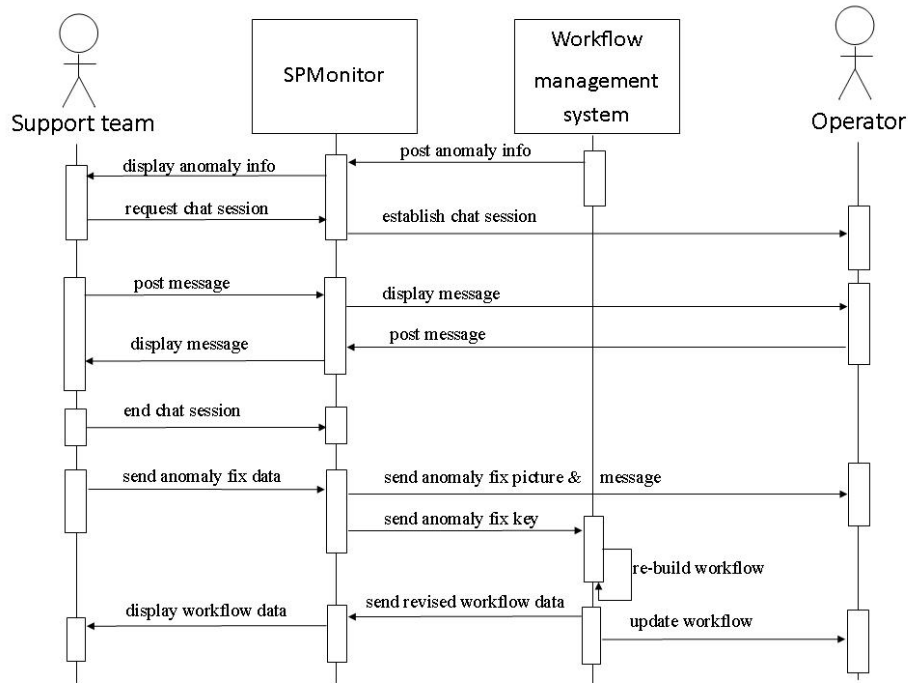 SPMonitor
Workflow
management
system
Support team
Operator
post anomaly info
display anomaly info
request chat session
establish chat session
post message
display message
post message
display message
end chat session
send anomaly fix data
send anomaly fix picture & message
send anomaly fix key
re-build workflow
send revised workflow data
display workflow data
update workflow